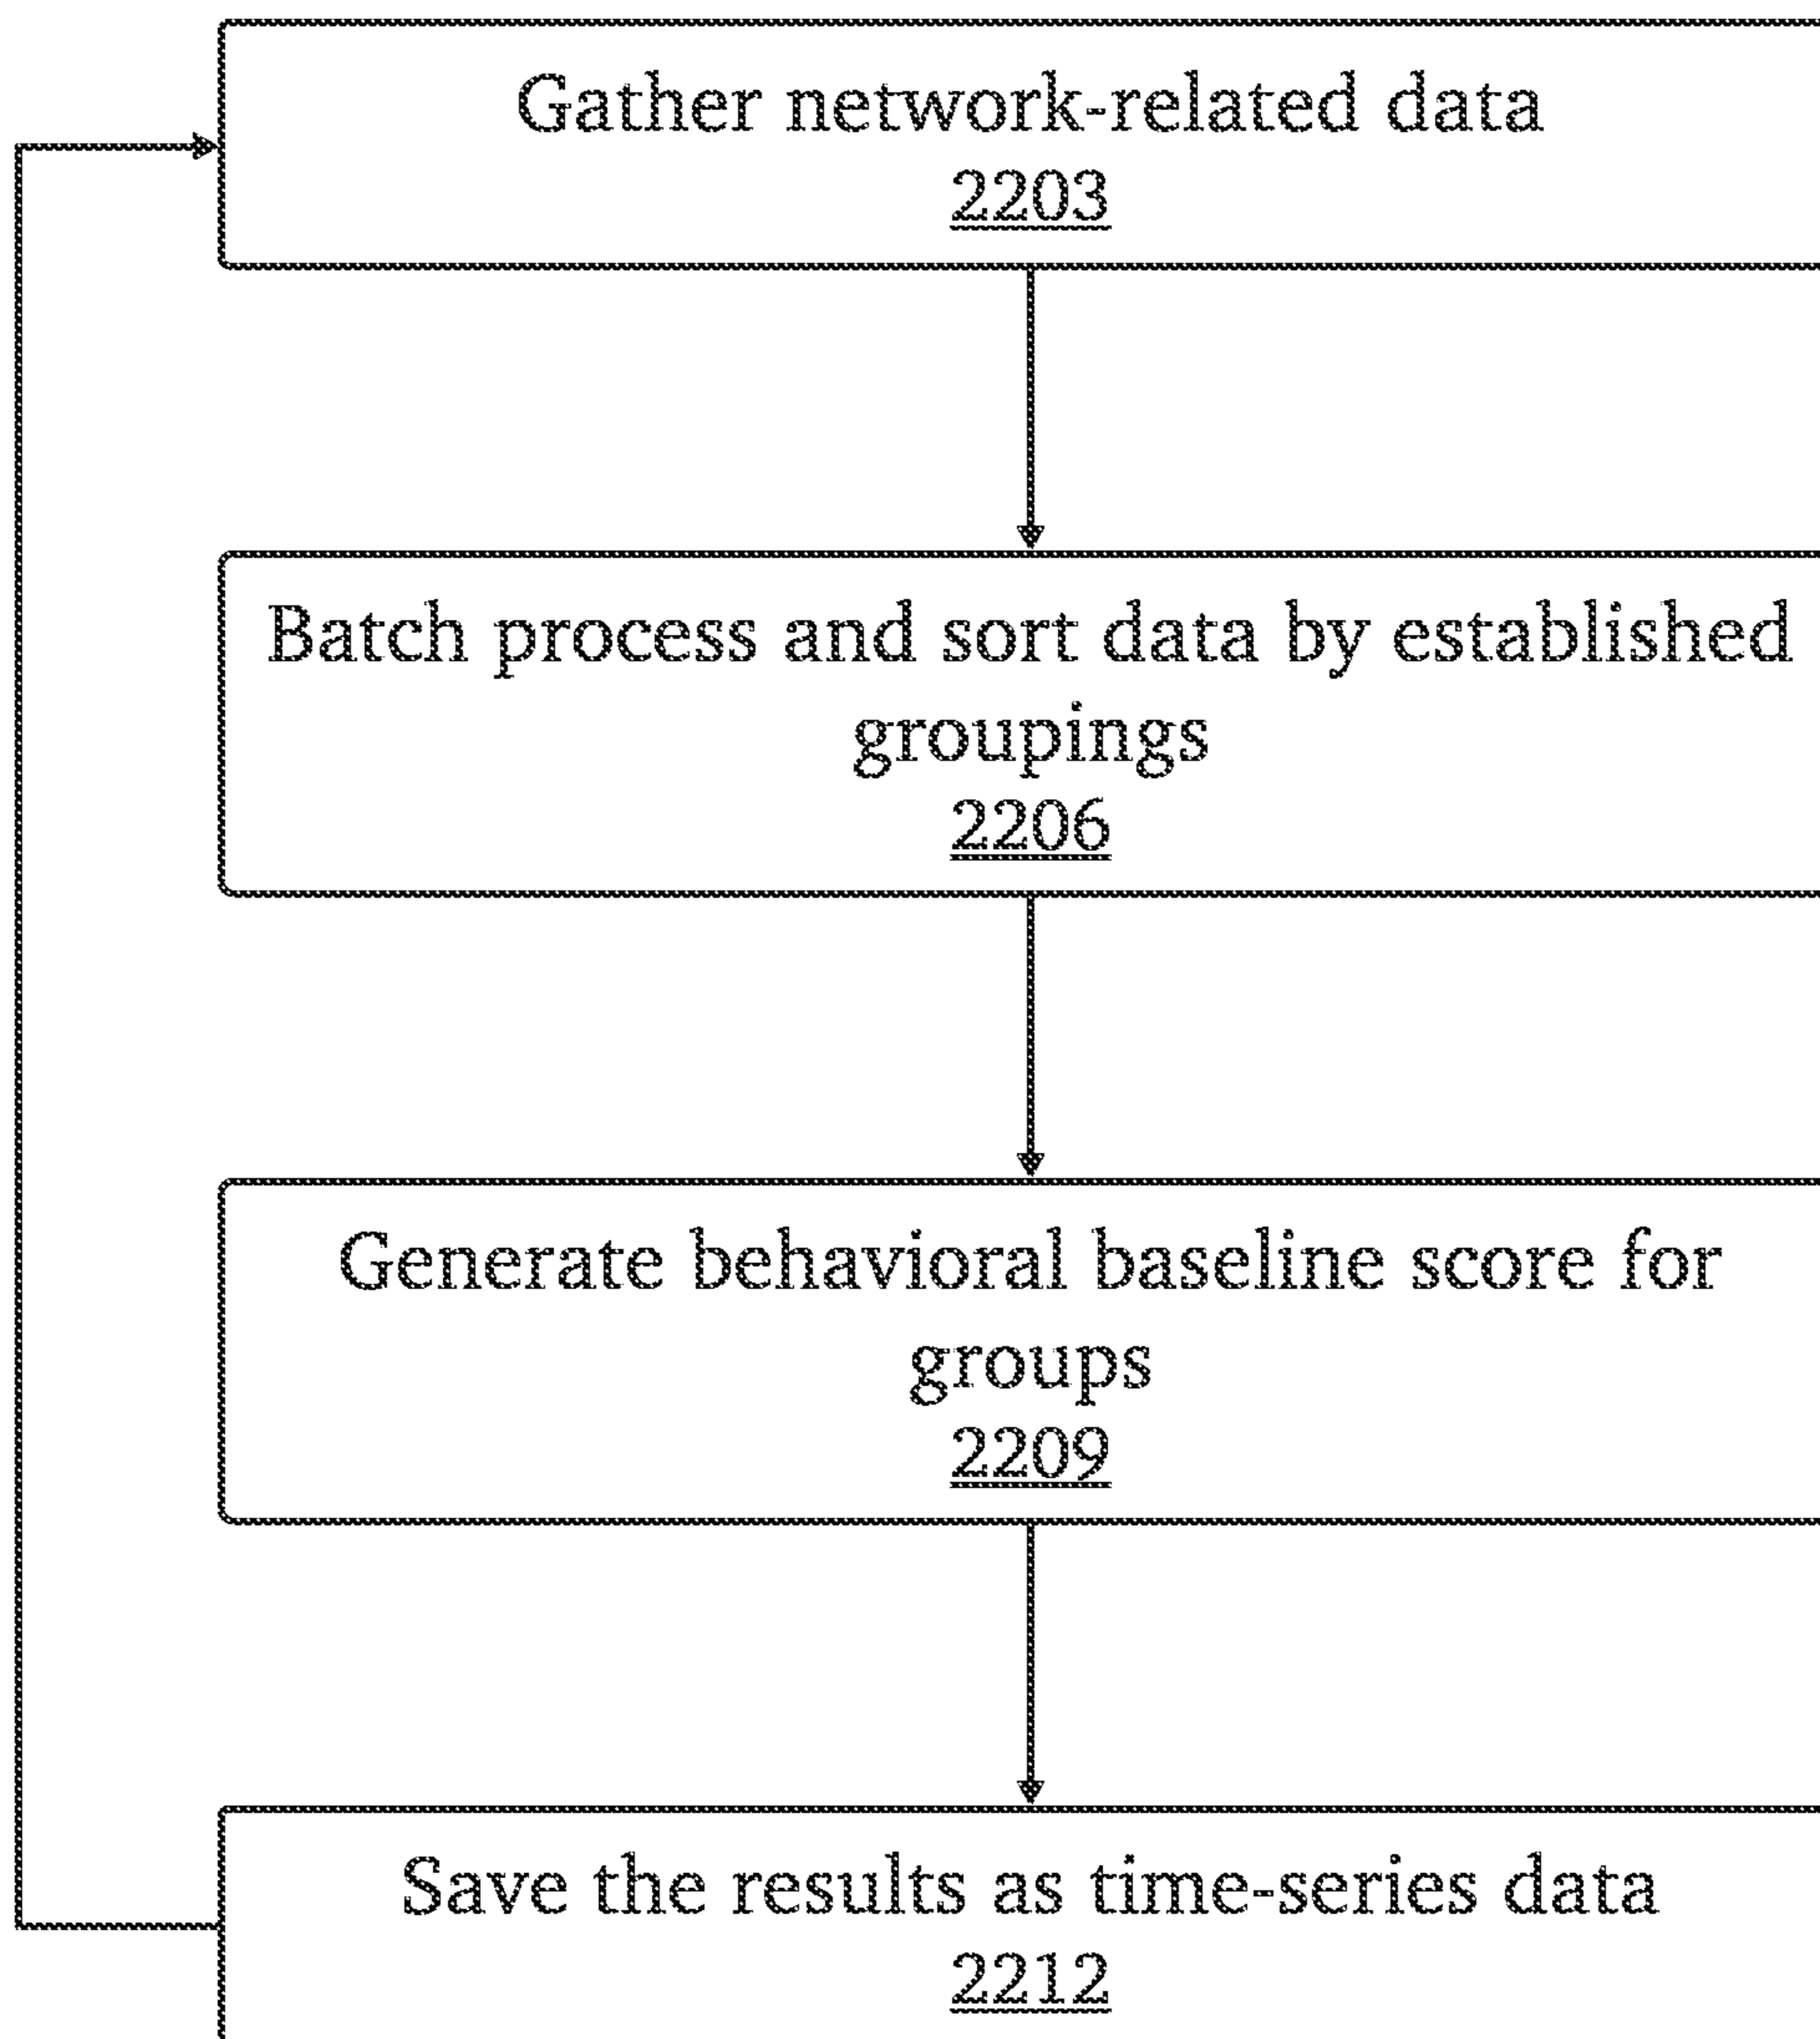 Gather network-related data
2203
Batch process and sort data by established
groupings
2206
Generate behavioral baseline score for
groups
2209
Save the results as time-series data
2212